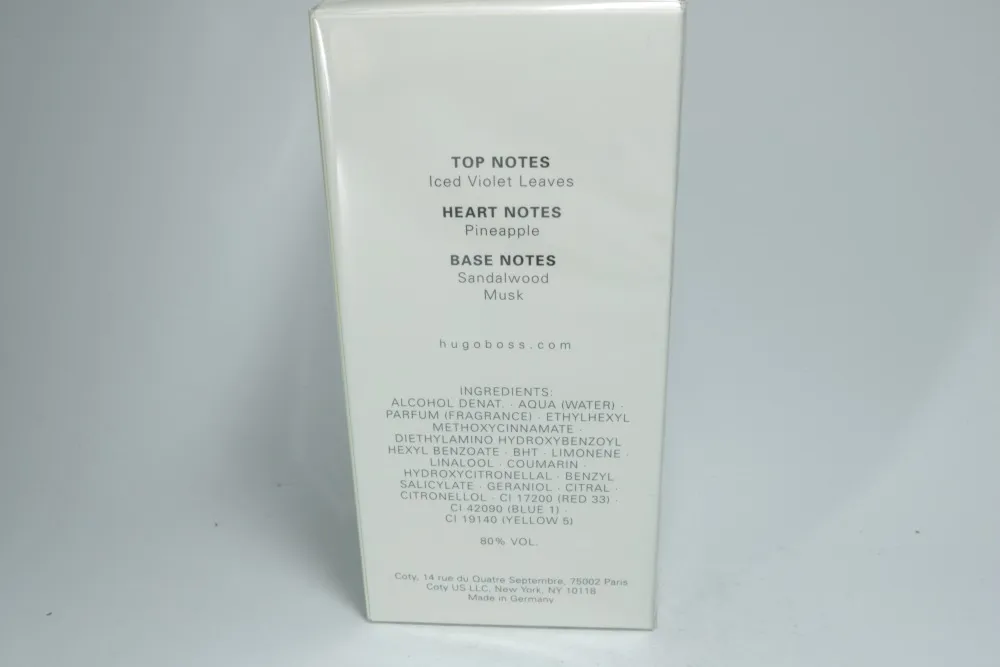 TOP NOTES
Iced Violet Leaves
HEART NOTES
Pineapple
BASE NOTES
Sandalwood
Musk
hugoboss.com
INGREDIENTS:
ALCOHOL DENAT. · AQUA (WATER) ·
PARFUM (FRAGRANCE) · ETHYLHEXYL
METHOXYCINNAMATE ·
DIETHYLAMINO HYDROXYBENZOYL
HEXYL BENZOATE · BHT · LIMONENE ·
LINALOOL · COUMARIN ·
HYDROXYCITRONELLAL · BENZYL
SALICYLATE · GERANIOL · CITRAL ·
CITRONELLOL · CI 17200 (RED 33) ·
CI 42090 (BLUE 1) ·
CI 19140 (YELLOW 5)
80% VOL.
Coty, 14 rue du Quatre Septembre, 75002 Paris
Coty US LLC, New York, NY 10118
Made in Germany